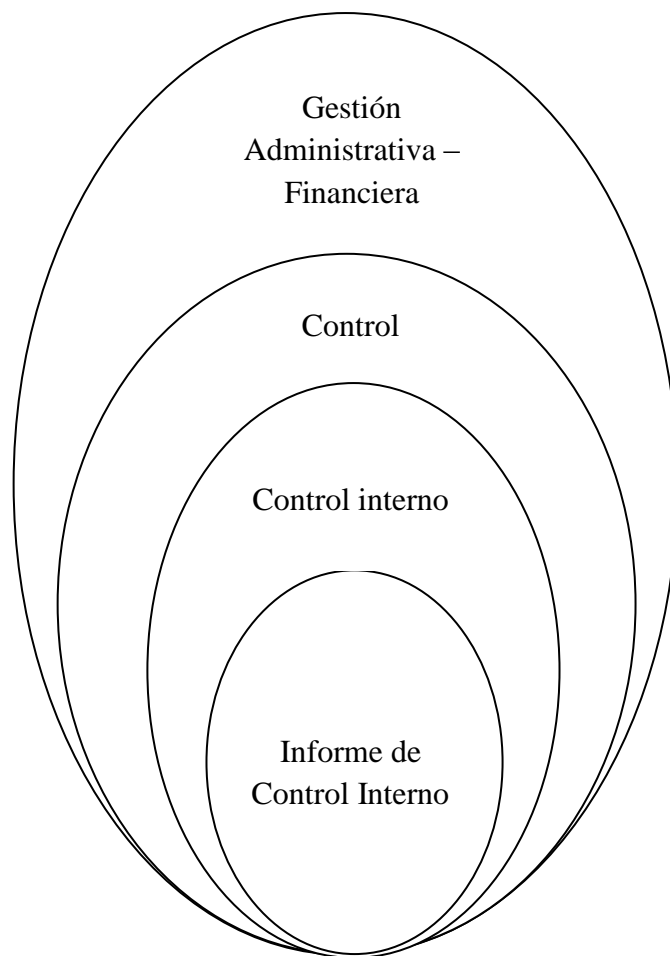 Gestión
Administrativa –
Financiera
Control
Control interno
Informe de
Control Interno